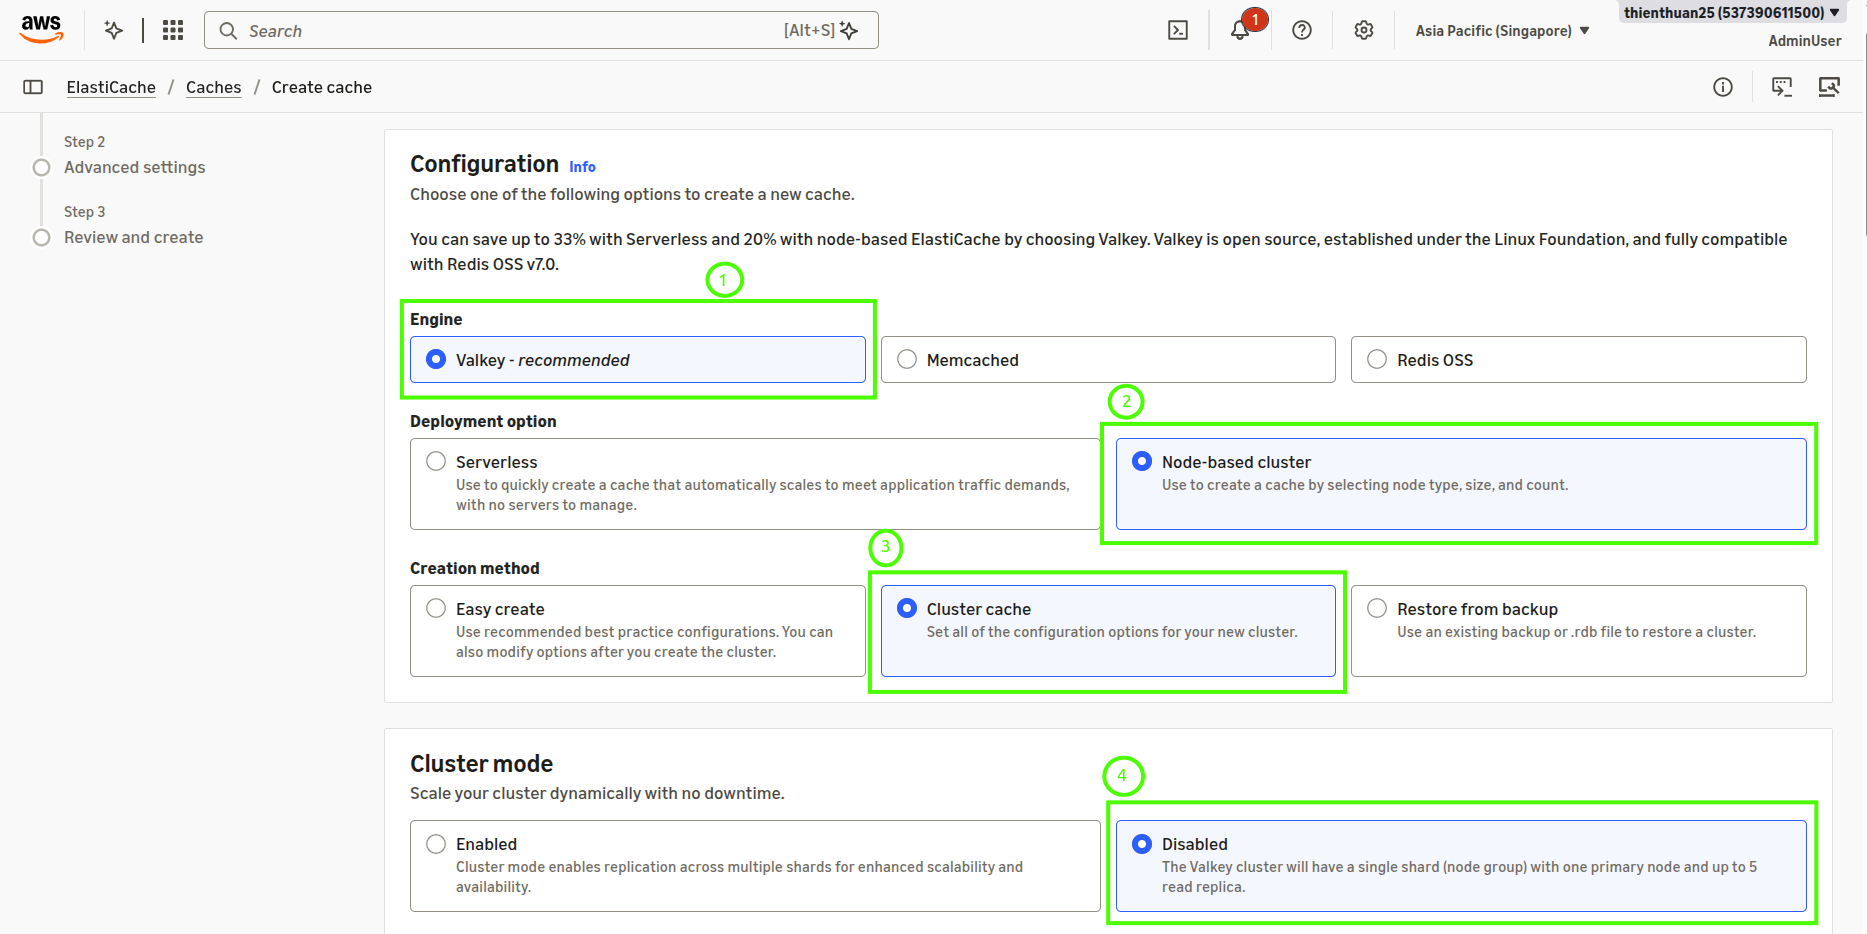 aws
Search [Alt+S]
1
Asia Pacific (Singapore)
thienthuan25 (537390611500)
AdminUser
ElastiCache / Caches / Create cache
Step 2
Advanced settings
Step 3
Review and create
Configuration Info
Choose one of the following options to create a new cache.
You can save up to 33% with Serverless and 20% with node-based ElastiCache by choosing Valkey. Valkey is open source, established under the Linux Foundation, and fully compatible
with Redis OSS v7.0.
1
Engine
Valkey - recommended
Memcached
Redis OSS
2
Deployment option
Serverless
Use to quickly create a cache that automatically scales to meet application traffic demands,
with no servers to manage.
Node-based cluster
Use to create a cache by selecting node type, size, and count.
3
Creation method
Easy create
Use recommended best practice configurations. You can
also modify options after you create the cluster.
Cluster cache
Set all of the configuration options for your new cluster.
Restore from backup
Use an existing backup or .rdb file to restore a cluster.
Cluster mode
4
Scale your cluster dynamically with no downtime.
Enabled
Cluster mode enables replication across multiple shards for enhanced scalability and
availability.
Disabled
The Valkey cluster will have a single shard (node group) with one primary node and up to 5
read replica.